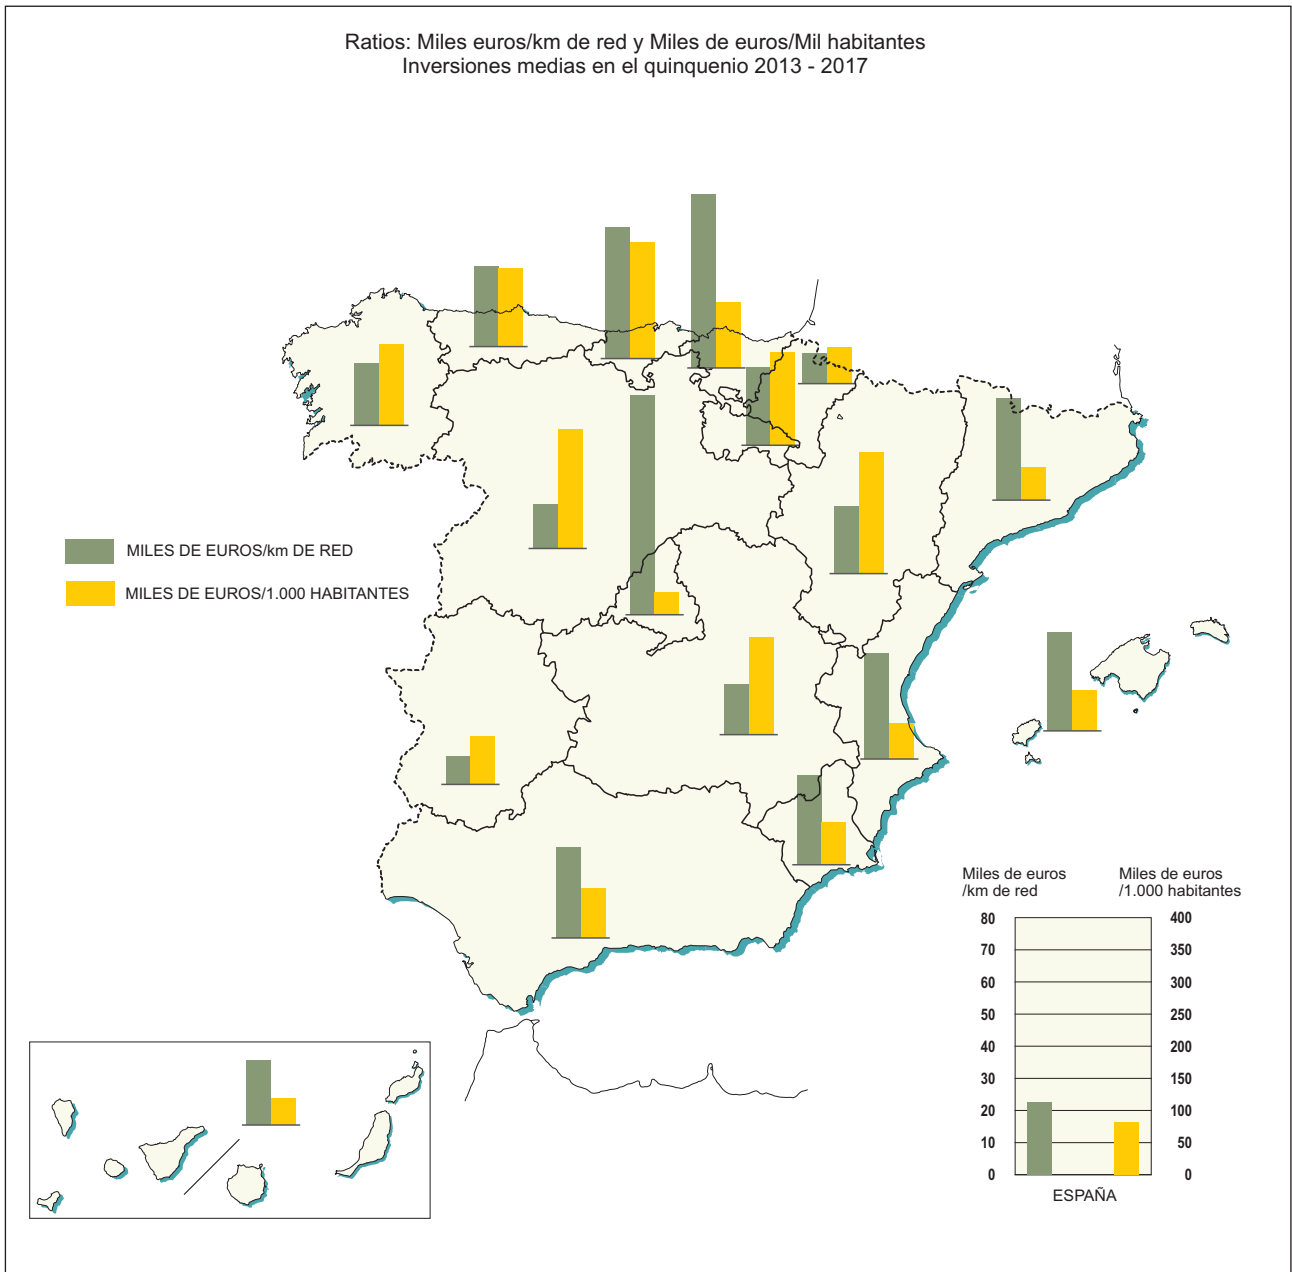 Ratios: Miles euros/km de red y Miles de euros/Mil habitantes
Inversiones medias en el quinquenio 2013 - 2017
MILES DE EUROS/km DE RED
MILES DE EUROS/1.000 HABITANTES
Miles de euros
/km de red
Miles de euros
/1.000 habitantes
80 400
70 350
60 300
50 250
40 200
30 150
20 100
10 50
0 0
ESPAÑA